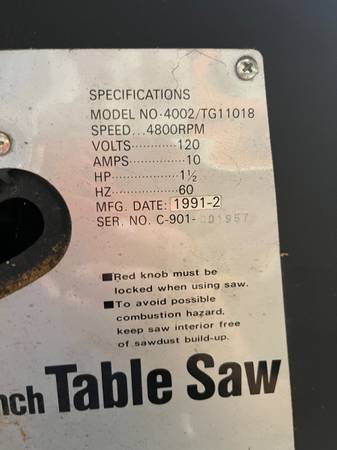 SPECIFICATIONS
MODEL NO·4002/TG11018
SPEED...4800RPM
VOLTS············120
AMPS·············10
HP·················1½
HZ·················60
MFG. DATE: 1991-2
SER. NO. C-901-001957
■Red knob must be
locked when using saw.
■To avoid possible
combustion hazard,
keep saw interior free
of sawdust build-up.
nch Table Saw